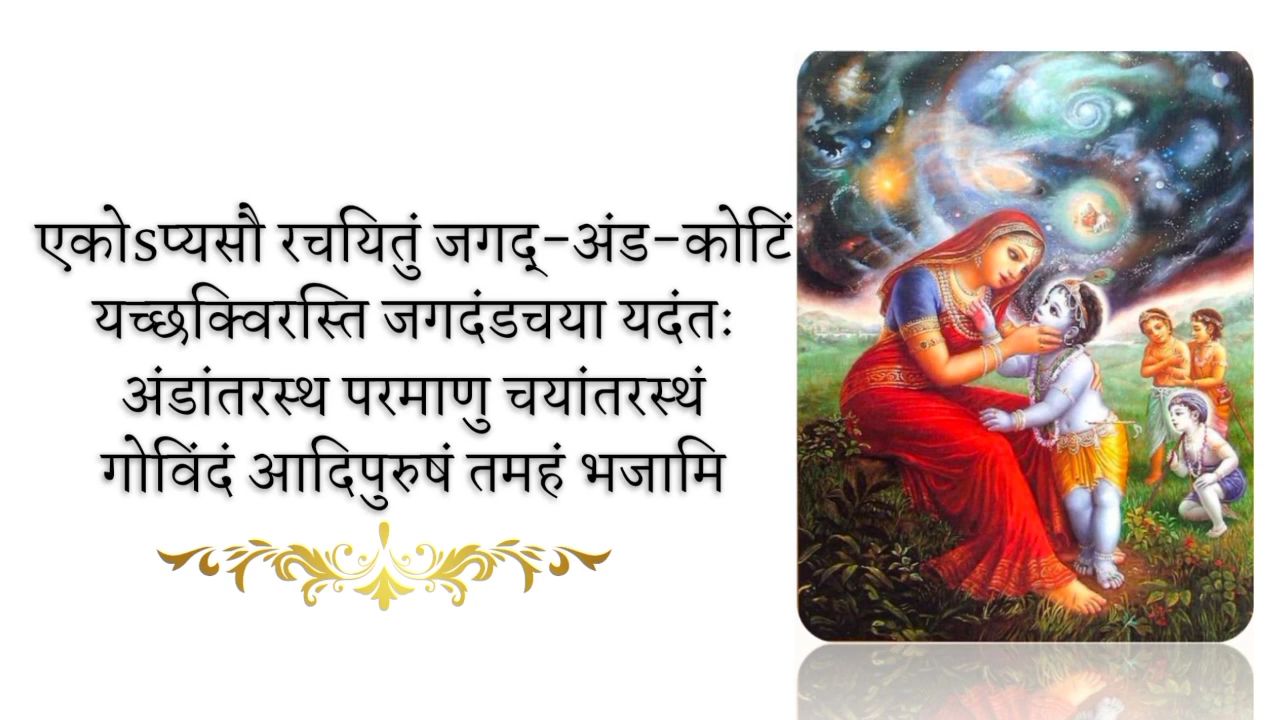 एकोऽप्यसौ रचयितुं जगद्-अंड-कोटिं
यच्छक्विरस्ति जगदंडचया यदंतः
अंडांतरस्थ परमाणु चयांतरस्थं
गोविंदं आदिपुरुषं तमहं भजामि